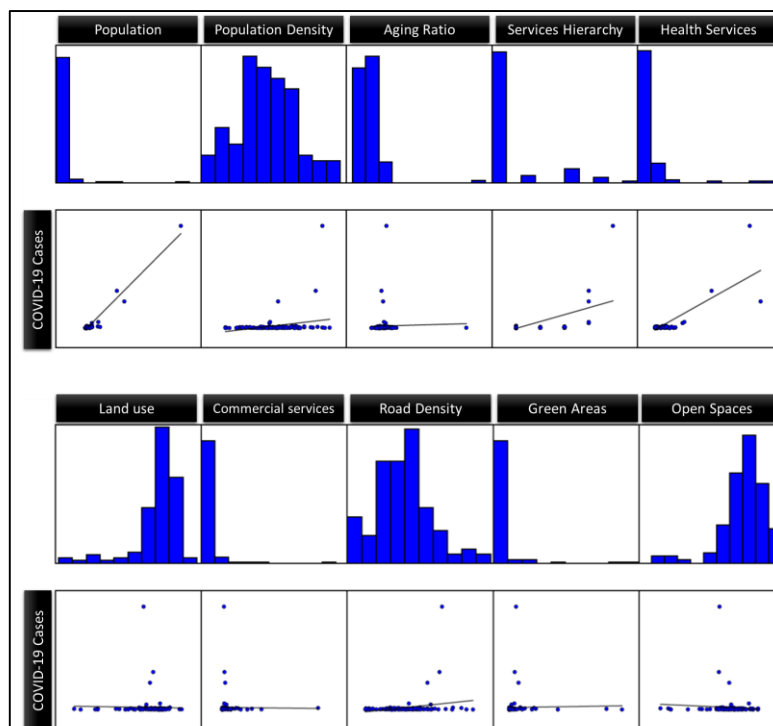 Population
Population Density
Aging Ratio
Services Hierarchy
Health Services
COVID-19 Cases
Land use
Commercial services
Road Density
Green Areas
Open Spaces
COVID-19 Cases